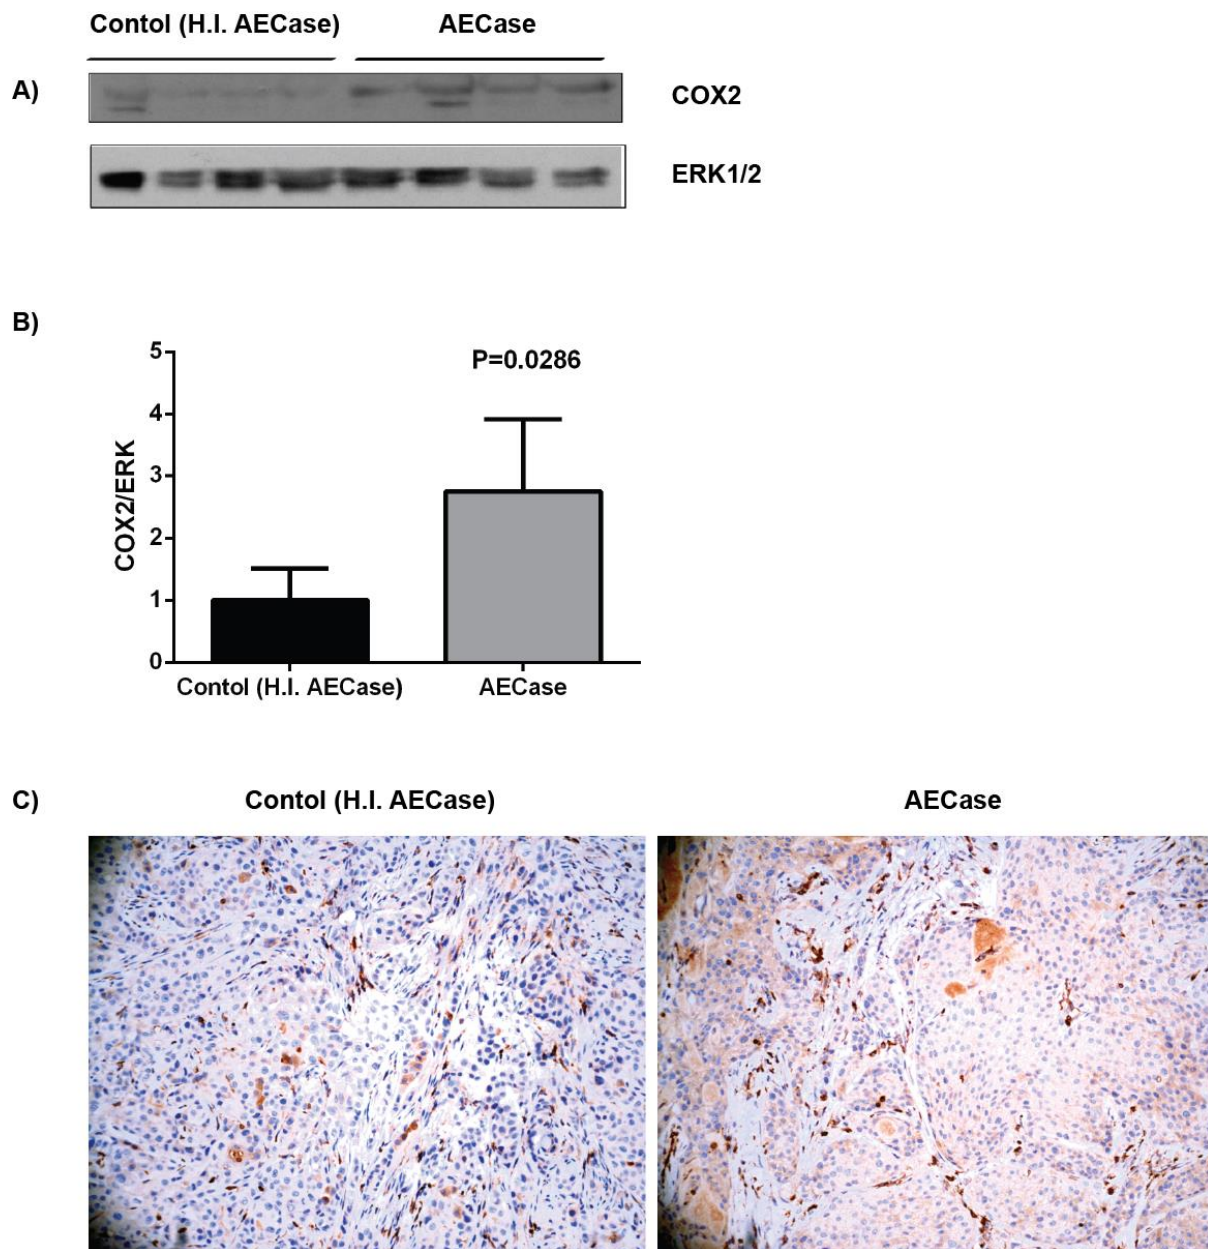 Contol (H.I. AECase) AECase
A)
COX2
ERK1/2
B)
5
P=0.0286
4
3
2
1
0
COX2/ERK
Contol (H.I. AECase) AECase
C) Contol (H.I. AECase) AECase